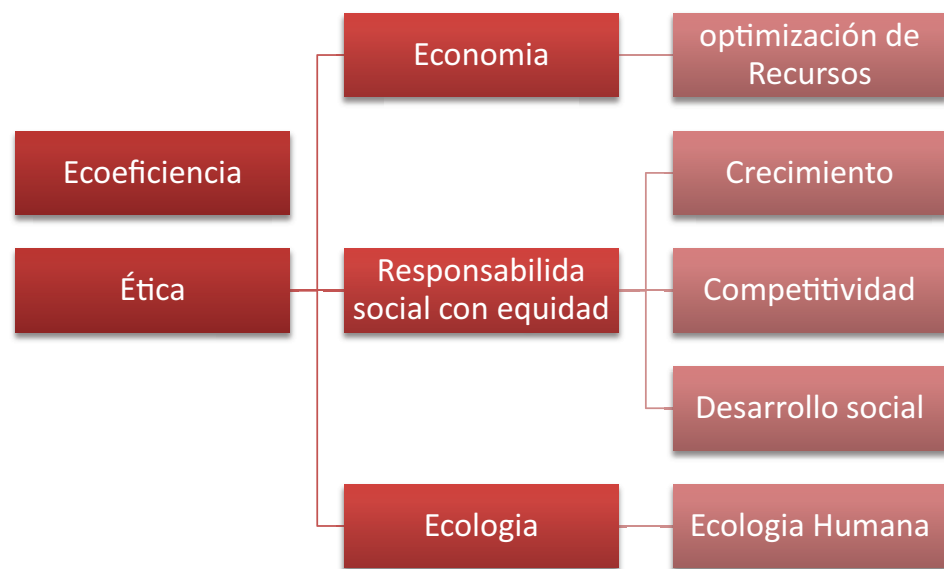 Economia
optimización de
Recursos
Ecoeficiencia
Crecimiento
Ética
Responsabilida
social con equidad
Competitividad
Desarrollo social
Ecologia
Ecologia Humana